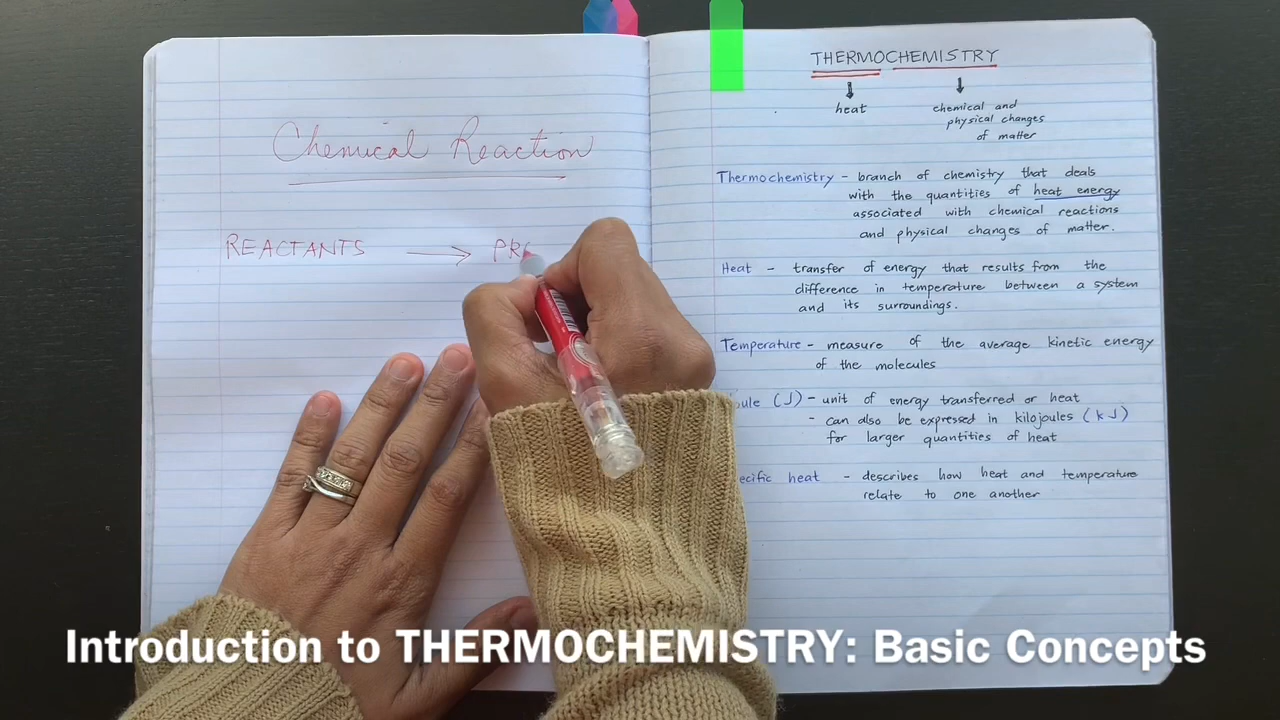 Chemical Reaction
REACTANTS → PRO
THERMOCHEMISTRY
↓ ↓
heat
chemical and
physical changes
of matter
Thermochemistry - branch of chemistry that deals
with the quantities of heat energy
associated with chemical reactions
and physical changes of matter.
Heat - transfer of energy that results from the
difference in temperature between a system
and its surroundings.
Temperature - measure of the average kinetic energy
of the molecules
ule (J) - unit of energy transferred or heat
- can also be expressed in kilojoules (kJ)
for larger quantities of heat
ecific heat - describes how heat and temperature
relate to one another
Introduction to THERMOCHEMISTRY: Basic Concepts